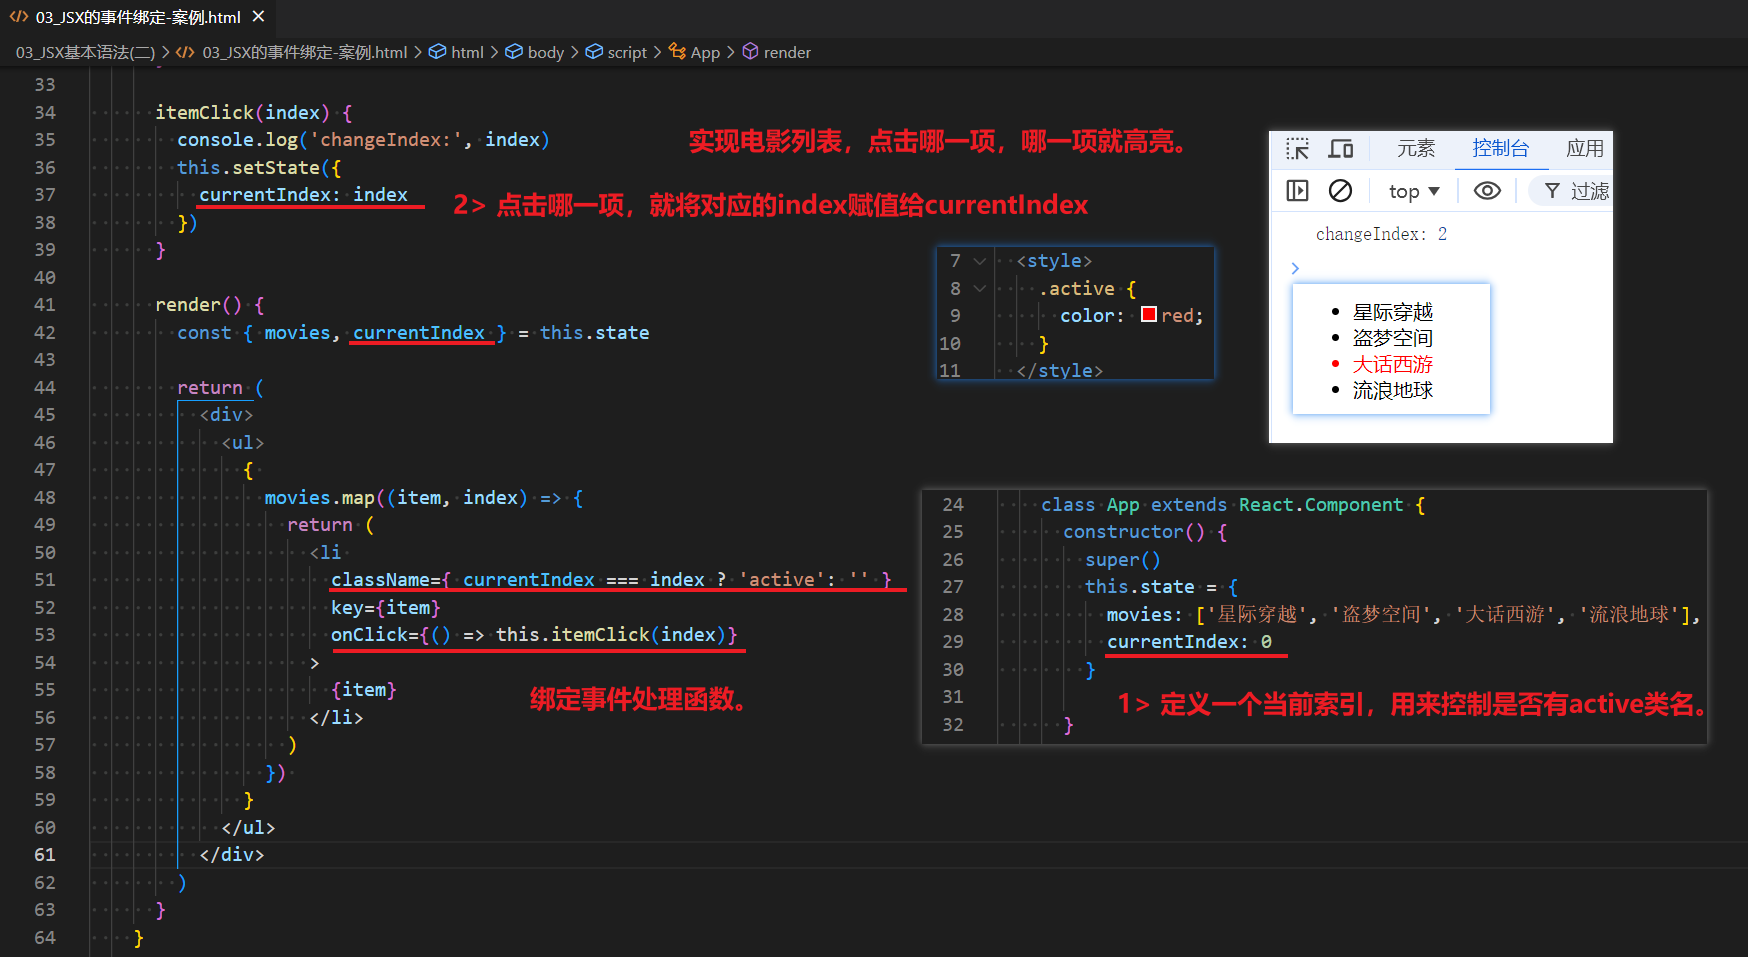 03_JSX的事件绑定-案例.html
03_JSX基本语法(二) > 03_JSX的事件绑定-案例.html > html > body > script > App > render
33
34 itemClick(index) {
35 console.log('changeIndex:', index)
36 this.setState({
37 currentIndex: index
38 })
39 }
40
41 render() {
42 const { movies, currentIndex } = this.state
43
44 return (
45 <div>
46 <ul>
47 {
48 movies.map((item, index) => {
49 return (
50 <li
51 className={ currentIndex === index ? 'active': '' }
52 key={item}
53 onClick={() => this.itemClick(index)}
54 >
55 {item}
56 </li>
57 )
58 })
59 }
60 </ul>
61 </div>
62 )
63 }
64 }
实现电影列表，点击哪一项，哪一项就高亮。
2> 点击哪一项，就将对应的index赋值给currentIndex
绑定事件处理函数。
7 <style>
8 .active {
9 color: red;
10 }
11 </style>
元素 控制台 应用
top 过滤
changeIndex: 2
>
• 星际穿越
• 盗梦空间
• 大话西游
• 流浪地球
24 class App extends React.Component {
25 constructor() {
26 super()
27 this.state = {
28 movies: ['星际穿越', '盗梦空间', '大话西游', '流浪地球'],
29 currentIndex: 0
30 }
31
32 }
1> 定义一个当前索引，用来控制是否有active类名。